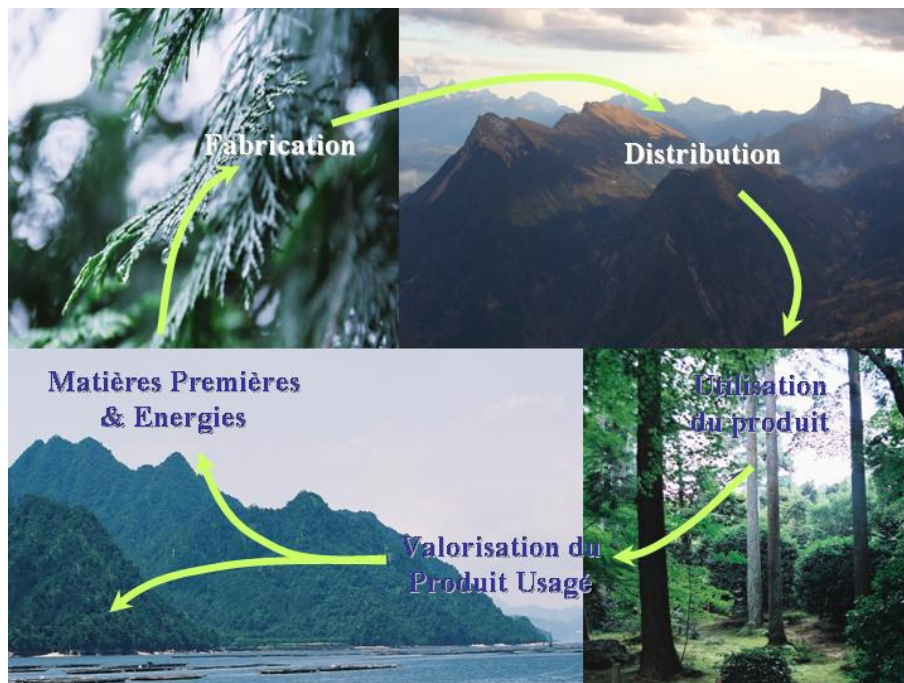 Fabrication
Distribution
Matières Premières
& Energies
Utilisation
du produit
Valorisation du
Produit Usagé